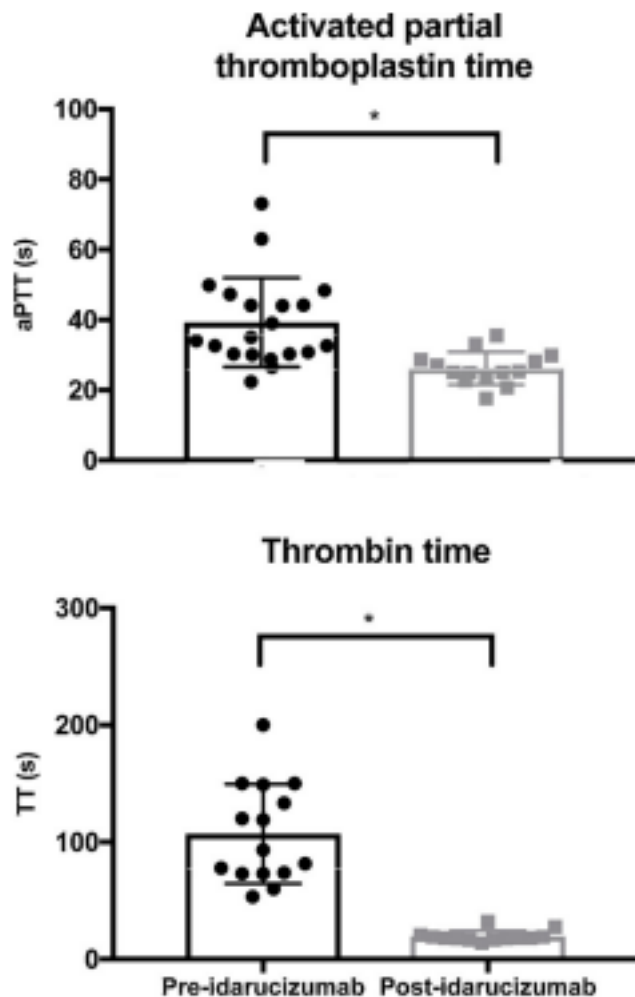 Activated partial
thromboplastin time
*
100
80
60
40
20
0
aPTT (s)
Thrombin time
*
300
200
100
0
TT (s)
Pre-idarucizumab Post-idarucizumab